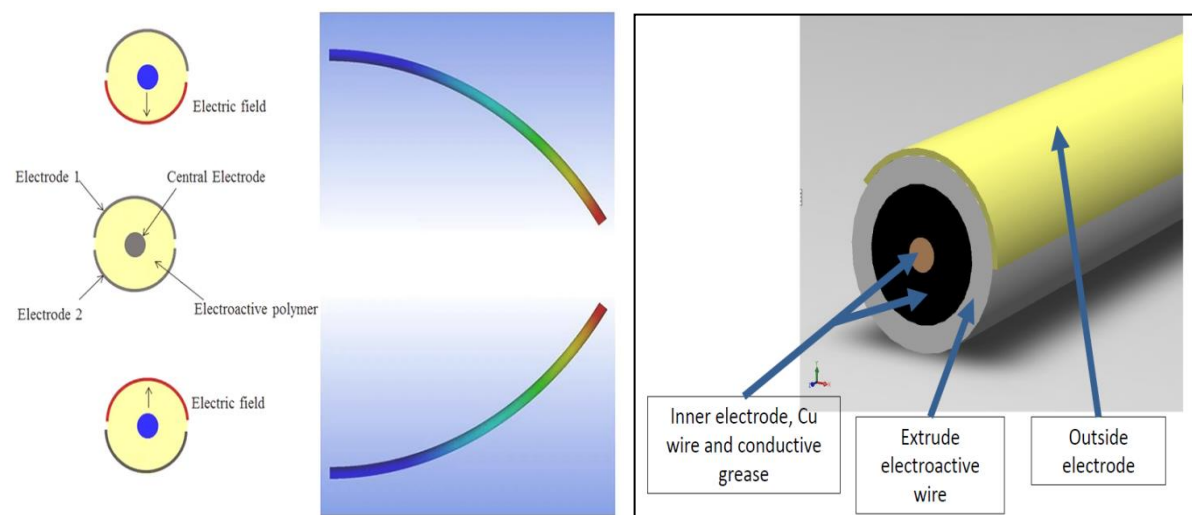 Electric field
Electrode 1
Central Electrode
Electrode 2
Electroactive polymer
Electric field
Inner electrode, Cu
wire and conductive
grease
Extrude
electroactive
wire
Outside
electrode